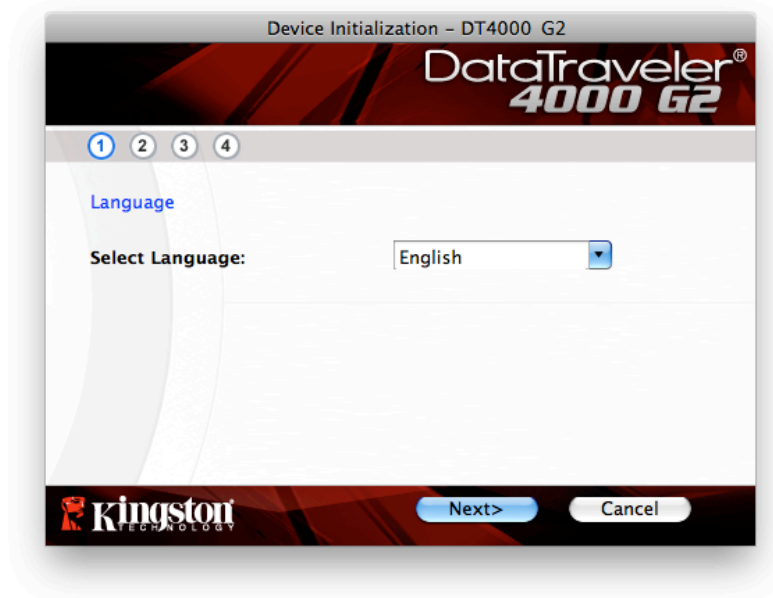 Device Initialization – DT4000 G2
DataTraveler®
4000 G2
1 2 3 4
Language
Select Language: English
Kingston Next> Cancel
TECHNOLOGY